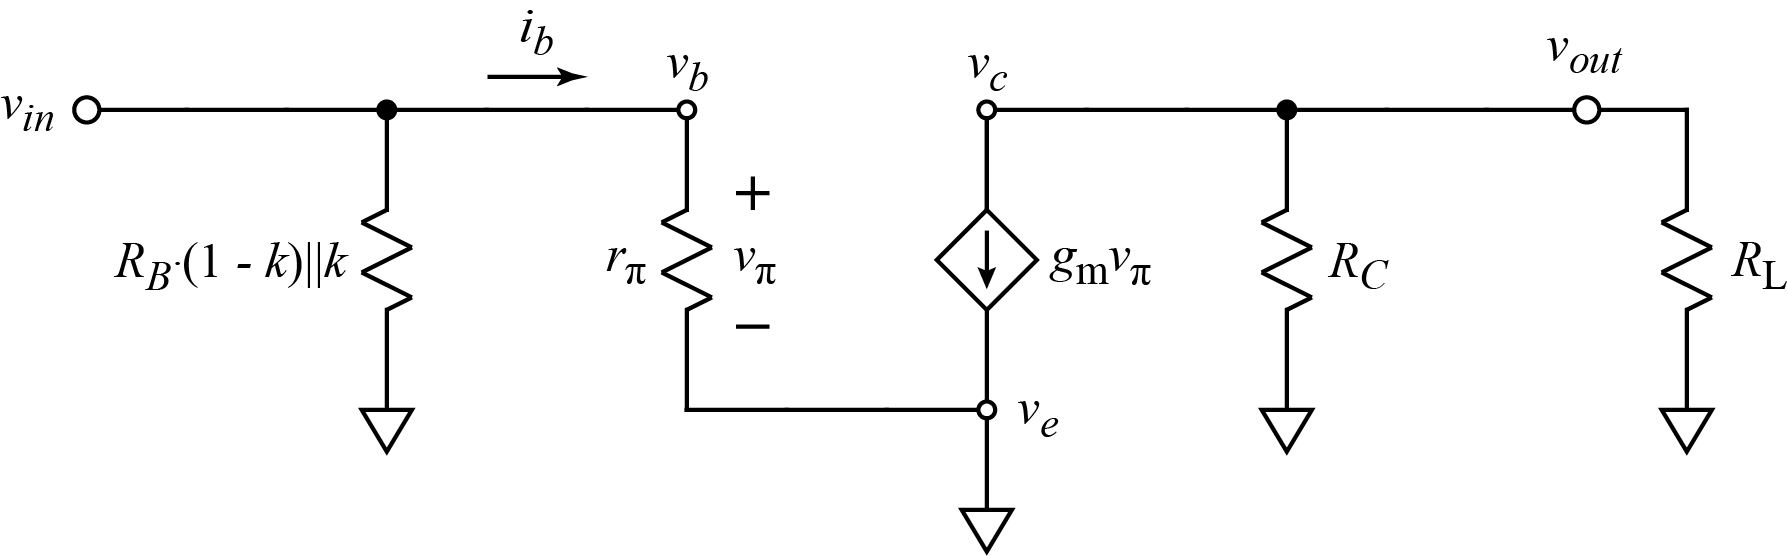 i_b
v_in
v_b
v_c
v_out
R_B·(1 - k)||k
r_π
+
v_π
−
g_m v_π
R_C
R_L
v_e